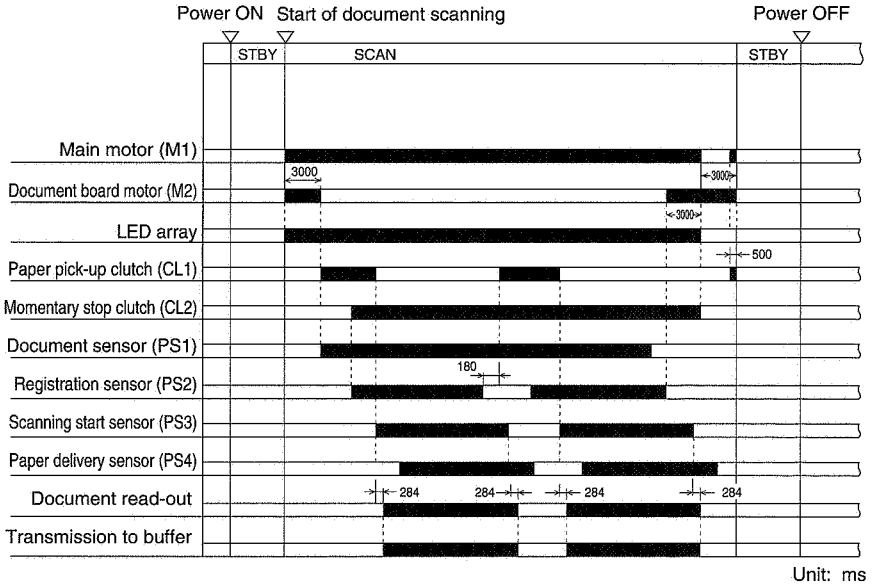 Power ON Start of document scanning Power OFF
STBY SCAN STBY
Main motor (M1)
3000 3000
Document board motor (M2)
3000
LED array
500
Paper pick-up clutch (CL1)
Momentary stop clutch (CL2)
Document sensor (PS1)
180
Registration sensor (PS2)
Scanning start sensor (PS3)
Paper delivery sensor (PS4)
284 284 284 284
Document read-out
Transmission to buffer
Unit: ms